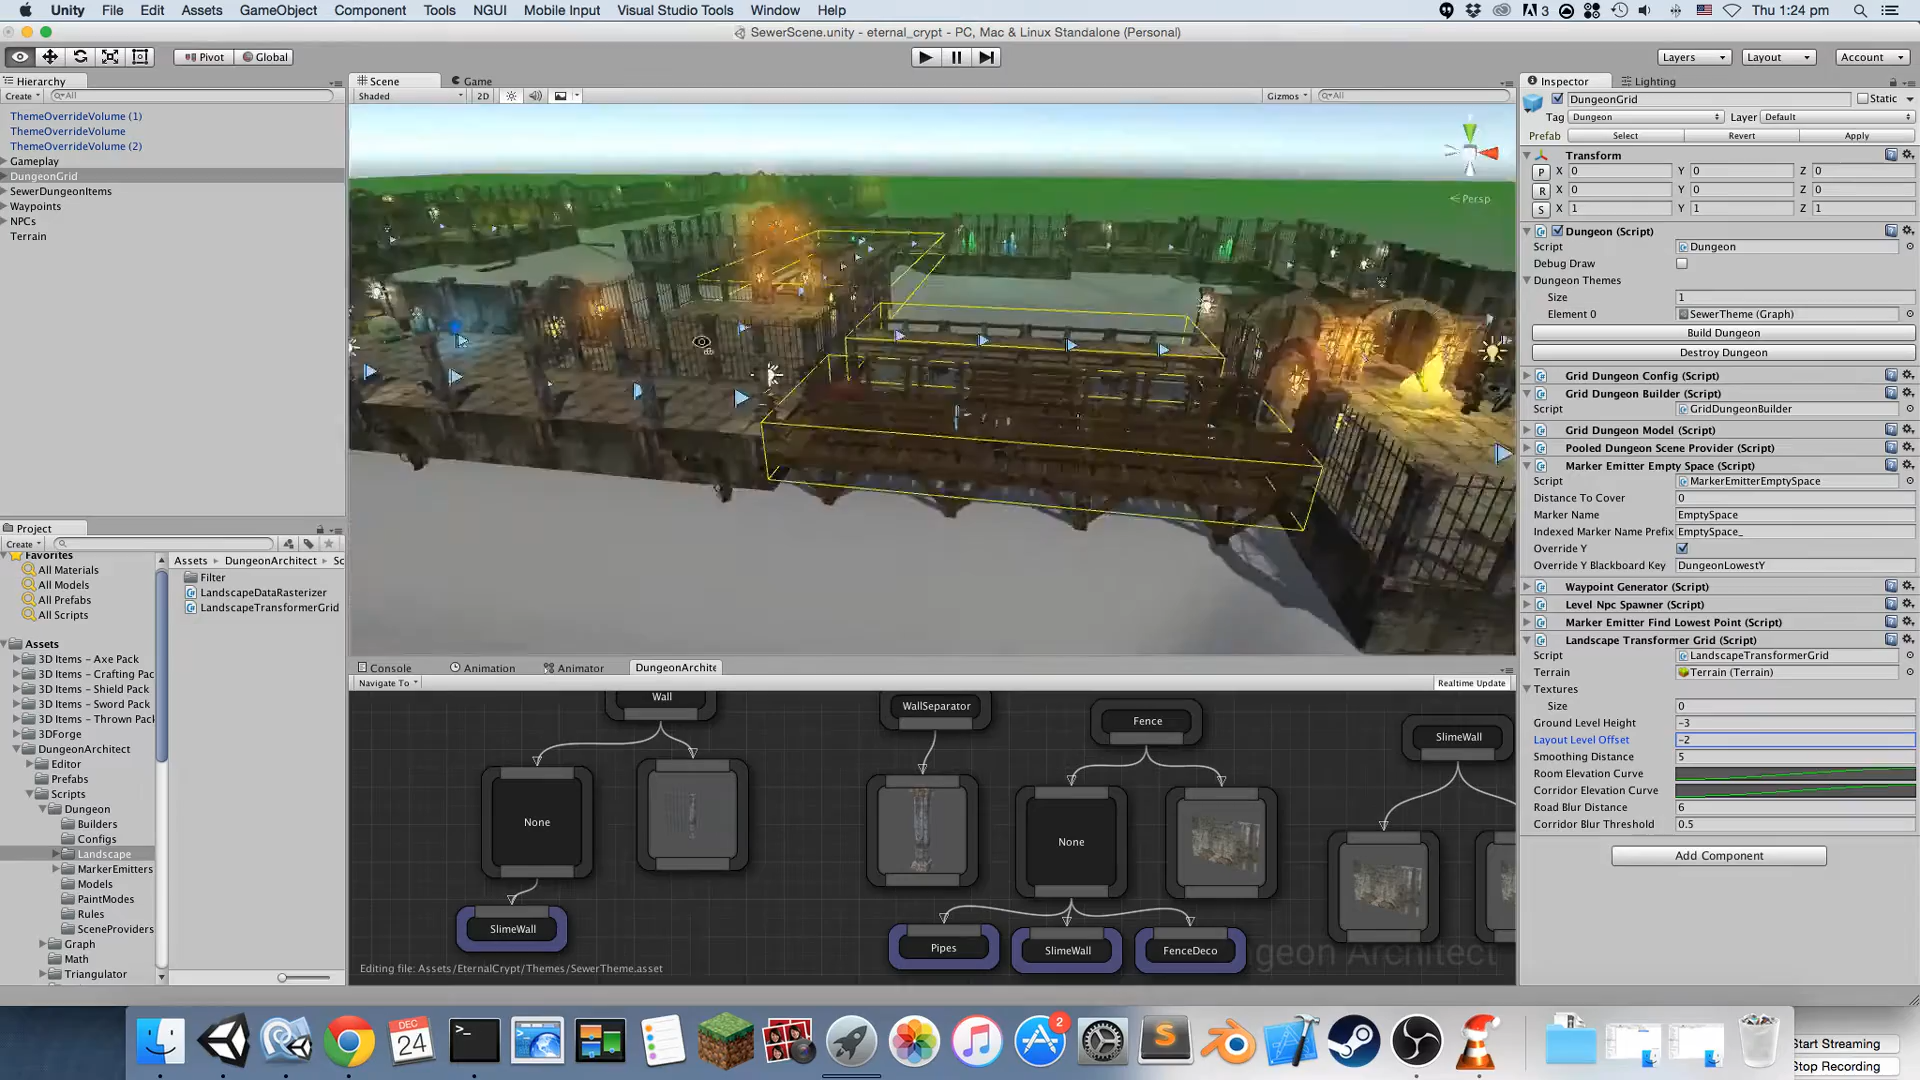 Unity File Edit Assets GameObject Component Tools NGUI Mobile Input Visual Studio Tools Window Help 3 Thu 1:24 pm
SewerScene.unity - eternal_crypt - PC, Mac & Linux Standalone (Personal)
Pivot Global Layers Layout Account
Hierarchy
Create All
ThemeOverrideVolume (1)
ThemeOverrideVolume
ThemeOverrideVolume (2)
Gameplay
DungeonGrid
SewerDungeonItems
Waypoints
NPCs
Terrain
Scene Game
Shaded 2D Gizmos All
Persp
Project
Create
Favorites
All Materials
All Models
All Prefabs
All Scripts
Assets
3D Items - Axe Pack
3D Items - Crafting Pac
3D Items - Shield Pack
3D Items - Sword Pack
3D Items - Thrown Pack
3DForge
DungeonArchitect
Editor
Prefabs
Scripts
Dungeon
Builders
Configs
Landscape
MarkerEmitters
Models
PaintModes
Rules
SceneProviders
Graph
Math
Triangulator
Assets DungeonArchitect Sc
Filter
LandscapeDataRasterizer
LandscapeTransformerGrid
Console Animation Animator DungeonArchite
Navigate To Realtime Update
Wall
WallSeparator
Fence
SlimeWall
None
None
SlimeWall
Pipes
SlimeWall
FenceDeco
geon Architect
Editing file: Assets/EternalCrypt/Themes/SewerTheme.asset
Inspector Lighting
DungeonGrid Static
Tag Dungeon Layer Default
Prefab Select Revert Apply
Transform
P X 0 Y 0 Z 0
R X 0 Y 0 Z 0
S X 1 Y 1 Z 1
Dungeon (Script)
Script Dungeon
Debug Draw
Dungeon Themes
Size 1
Element 0 SewerTheme (Graph)
Build Dungeon
Destroy Dungeon
Grid Dungeon Config (Script)
Grid Dungeon Builder (Script)
Script GridDungeonBuilder
Grid Dungeon Model (Script)
Pooled Dungeon Scene Provider (Script)
Marker Emitter Empty Space (Script)
Script MarkerEmitterEmptySpace
Distance To Cover 0
Marker Name EmptySpace
Indexed Marker Name Prefix EmptySpace_
Override Y
Override Y Blackboard Key DungeonLowestY
Waypoint Generator (Script)
Level Npc Spawner (Script)
Marker Emitter Find Lowest Point (Script)
Landscape Transformer Grid (Script)
Script LandscapeTransformerGrid
Terrain Terrain (Terrain)
Textures
Size 0
Ground Level Height -3
Layout Level Offset -2
Smoothing Distance 5
Room Elevation Curve
Corridor Elevation Curve
Road Blur Distance 6
Corridor Blur Threshold 0.5
Add Component
DEC
24
2
Start Streaming
Stop Recording